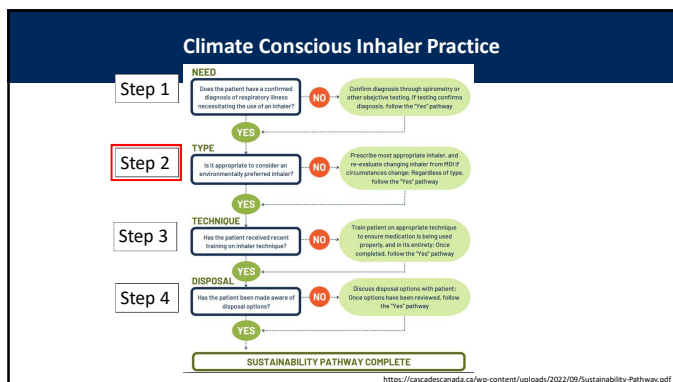 Climate Conscious Inhaler Practice
NEED
Step 1
Does the patient have a confirmed
diagnosis of respiratory illness
necessitating the use of an inhaler?
NO
Confirm diagnosis through spirometry or
other obejctive testing. If testing confirms
diagnosis, follow the "Yes" pathway
YES
TYPE
Step 2
Is it appropriate to consider an
environmentally preferred inhaler?
NO
Prescribe most appropriate inhaler, and
re-evaluate changing inhaler from MDI if
circumstances change; Regardless of type,
follow the "Yes" pathway
YES
TECHNIQUE
Step 3
Has the patient received recent
training on inhaler technique?
NO
Train patient on appropriate technique
to ensure medication is being used
properly, and in its entirety; Once
completed, follow the "Yes" pathway
YES
DISPOSAL
Step 4
Has the patient been made aware of
disposal options?
NO
Discuss disposal options with patient;
Once options have been reviewed, follow
the "Yes" pathway
YES
SUSTAINABILITY PATHWAY COMPLETE
https://cascadescanada.ca/wp-content/uploads/2022/09/Sustainability-Pathway.pdf